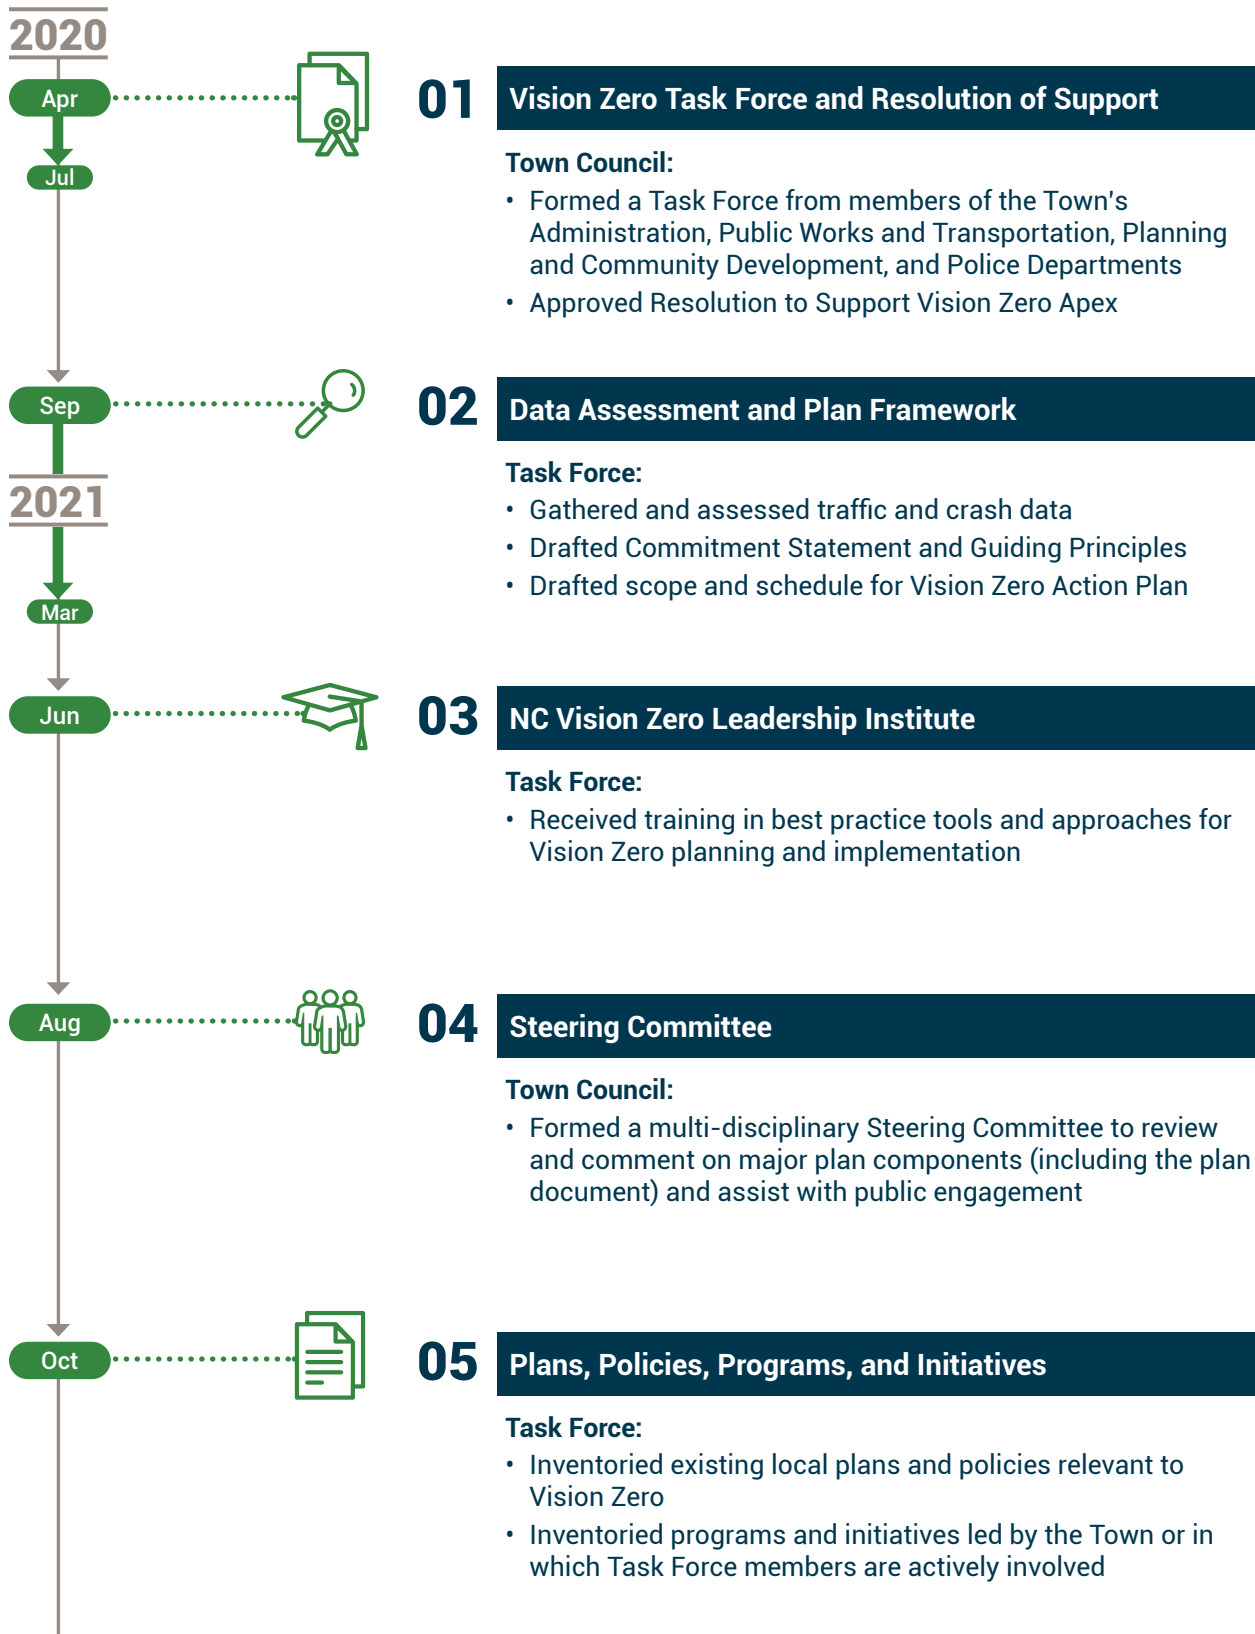 2020
Apr
01
Vision Zero Task Force and Resolution of Support
Jul
Town Council:
• Formed a Task Force from members of the Town's
Administration, Public Works and Transportation, Planning
and Community Development, and Police Departments
• Approved Resolution to Support Vision Zero Apex
Sep
02
Data Assessment and Plan Framework
2021
Task Force:
• Gathered and assessed traffic and crash data
• Drafted Commitment Statement and Guiding Principles
• Drafted scope and schedule for Vision Zero Action Plan
Mar
Jun
03
NC Vision Zero Leadership Institute
Task Force:
• Received training in best practice tools and approaches for
Vision Zero planning and implementation
Aug
04
Steering Committee
Town Council:
• Formed a multi-disciplinary Steering Committee to review
and comment on major plan components (including the plan
document) and assist with public engagement
Oct
05
Plans, Policies, Programs, and Initiatives
Task Force:
• Inventoried existing local plans and policies relevant to
Vision Zero
• Inventoried programs and initiatives led by the Town or in
which Task Force members are actively involved